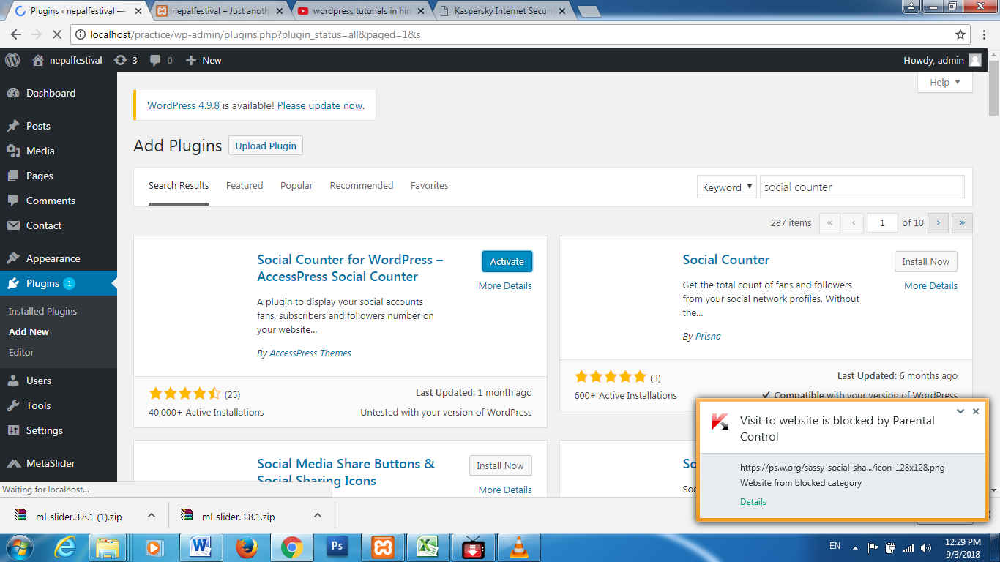 Plugins ‹ nepalfestival —
nepalfestival – Just anoth
wordpress tutorials in hin
Kaspersky Internet Securi
localhost/practice/wp-admin/plugins.php?plugin_status=all&paged=1&s
nepalfestival
3
0
New
Howdy, admin
Help
Dashboard
Posts
Media
Pages
Comments
Contact
Appearance
Plugins 1
Installed Plugins
Add New
Editor
Users
Tools
Settings
MetaSlider
WordPress 4.9.8 is available! Please update now.
Add Plugins
Upload Plugin
Search Results
Featured
Popular
Recommended
Favorites
Keyword
social counter
287 items
«
‹
1
of 10
›
»
Social Counter for WordPress –
AccessPress Social Counter
Activate
More Details
A plugin to display your social accounts
fans, subscribers and followers number on
your website...
By AccessPress Themes
(25)
40,000+ Active Installations
Last Updated: 1 month ago
Untested with your version of WordPress
Social Counter
Install Now
More Details
Get the total count of fans and followers
from your social network profiles. Without
the...
By Prisna
(3)
600+ Active Installations
Last Updated: 6 months ago
Compatible with your version of WordPress
Social Media Share Buttons &
Social Sharing Icons
Install Now
More Details
Visit to website is blocked by Parental
Control
https://ps.w.org/sassy-social-sha.../icon-128x128.png
Website from blocked category
Details
Waiting for localhost...
ml-slider.3.8.1 (1).zip
ml-slider.3.8.1.zip
EN
12:29 PM
9/3/2018